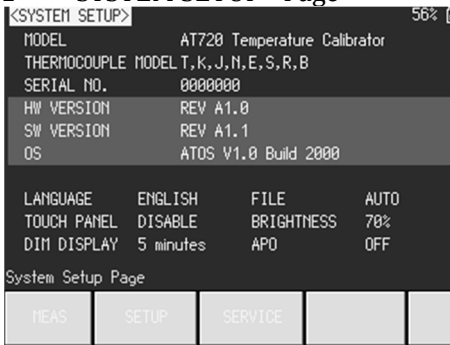 <SYSTEM SETUP> 56%
MODEL AT720 Temperature Calibrator
THERMOCOUPLE MODEL T,K,J,N,E,S,R,B
SERIAL NO. 0000000
HW VERSION REV A1.0
SW VERSION REV A1.1
OS ATOS V1.0 Build 2000
LANGUAGE ENGLISH FILE AUTO
TOUCH PANEL DISABLE BRIGHTNESS 70%
DIM DISPLAY 5 minutes APO OFF
System Setup Page
MEAS SETUP SERVICE